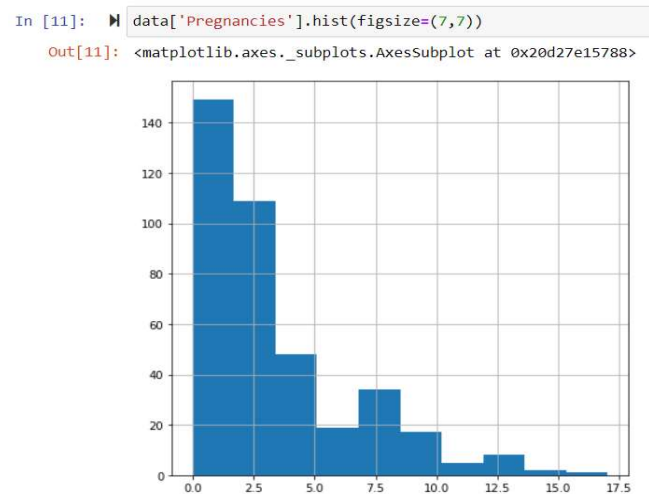 In [11]: data['Pregnancies'].hist(figsize=(7,7))
Out[11]: <matplotlib.axes._subplots.AxesSubplot at 0x20d27e15788>
140
120
100
80
60
40
20
0
0.0 2.5 5.0 7.5 10.0 12.5 15.0 17.5